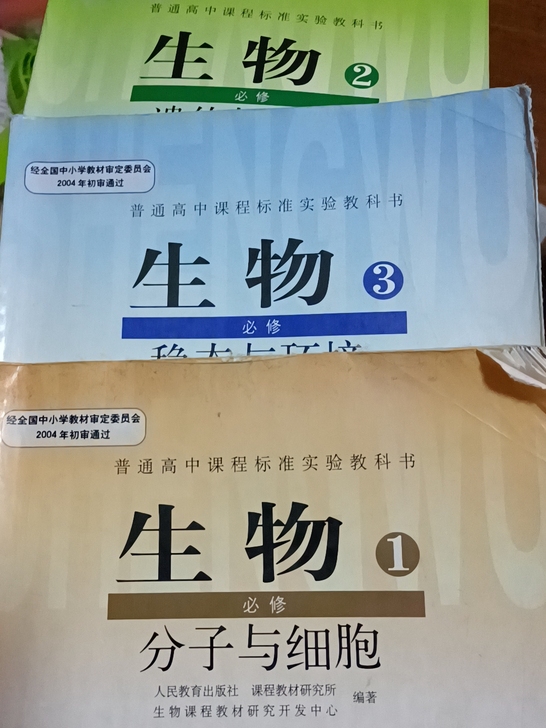 普通高中课程标准实验教科书
生物 2
必修
经全国中小学教材审定委员会
2004年初审通过
普通高中课程标准实验教科书
生物 3
必修
稳态与环境
经全国中小学教材审定委员会
2004年初审通过
普通高中课程标准实验教科书
生物 1
必修
分子与细胞
人民教育出版社 课程教材研究所
生物课程教材研究开发中心
编著